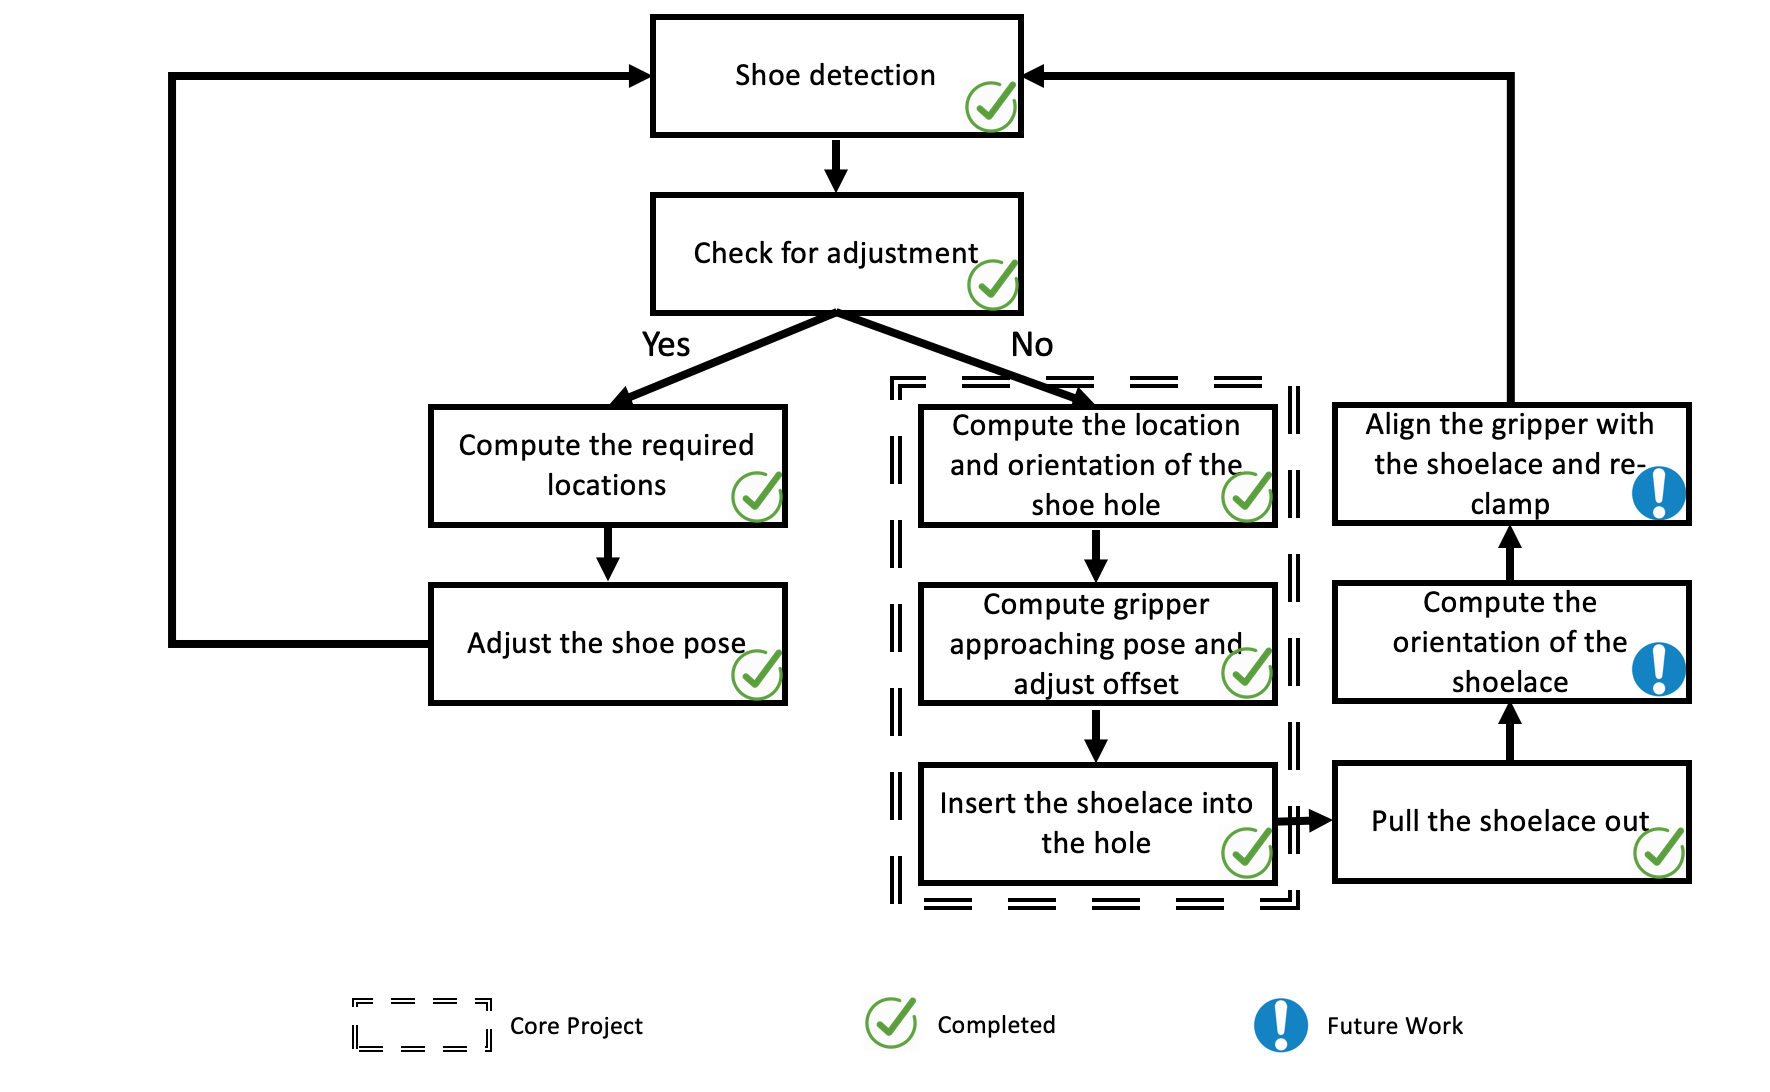 Shoe detection
Check for adjustment
Yes
No
Compute the required
locations
Adjust the shoe pose
Compute the location
and orientation of the
shoe hole
Compute gripper
approaching pose and
adjust offset
Insert the shoelace into
the hole
Pull the shoelace out
Compute the
orientation of the
shoelace
Align the gripper with
the shoelace and re-
clamp
Core Project
Completed
Future Work